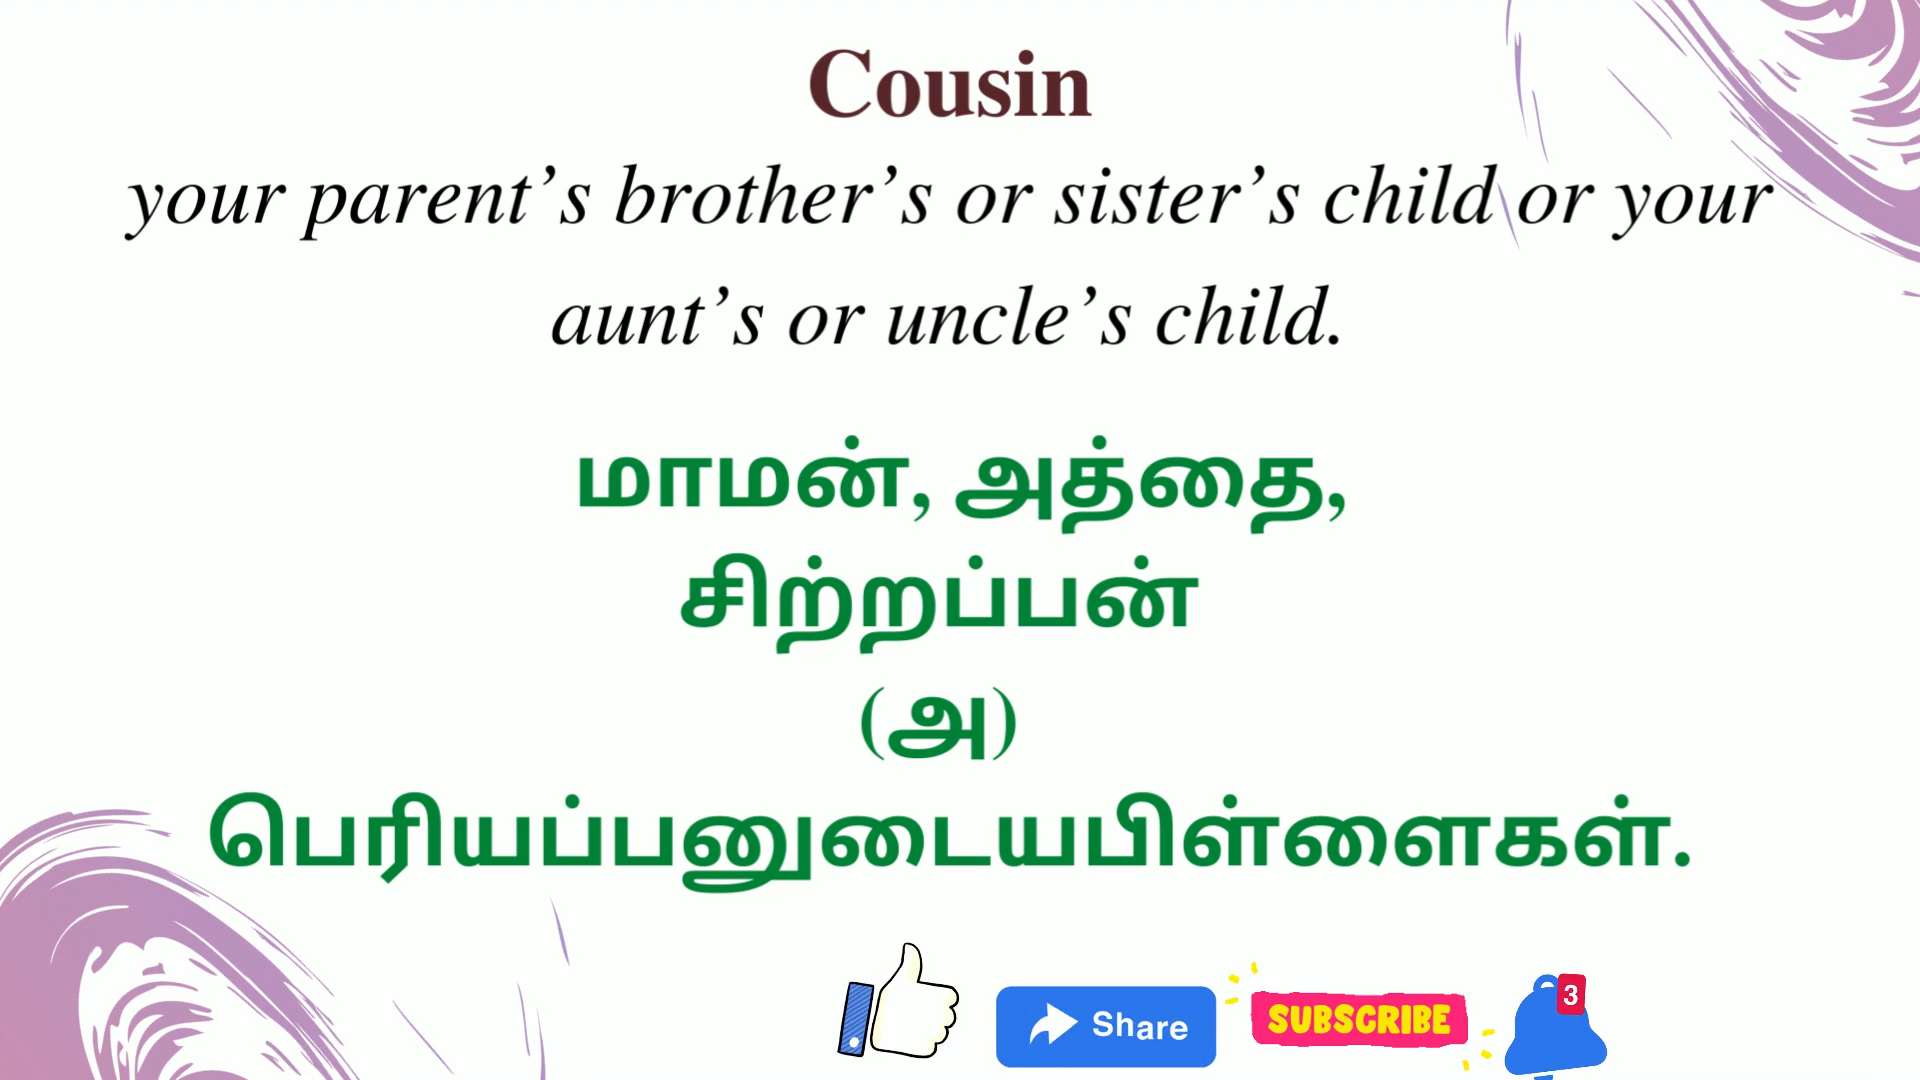 Cousin
your parent’s brother’s or sister’s child or your
aunt’s or uncle’s child.
மாமன், அத்தை,
சிற்றப்பன்
(அ)
பெரியப்பனுடையபிள்ளைகள்.
Share
SUBSCRIBE
3